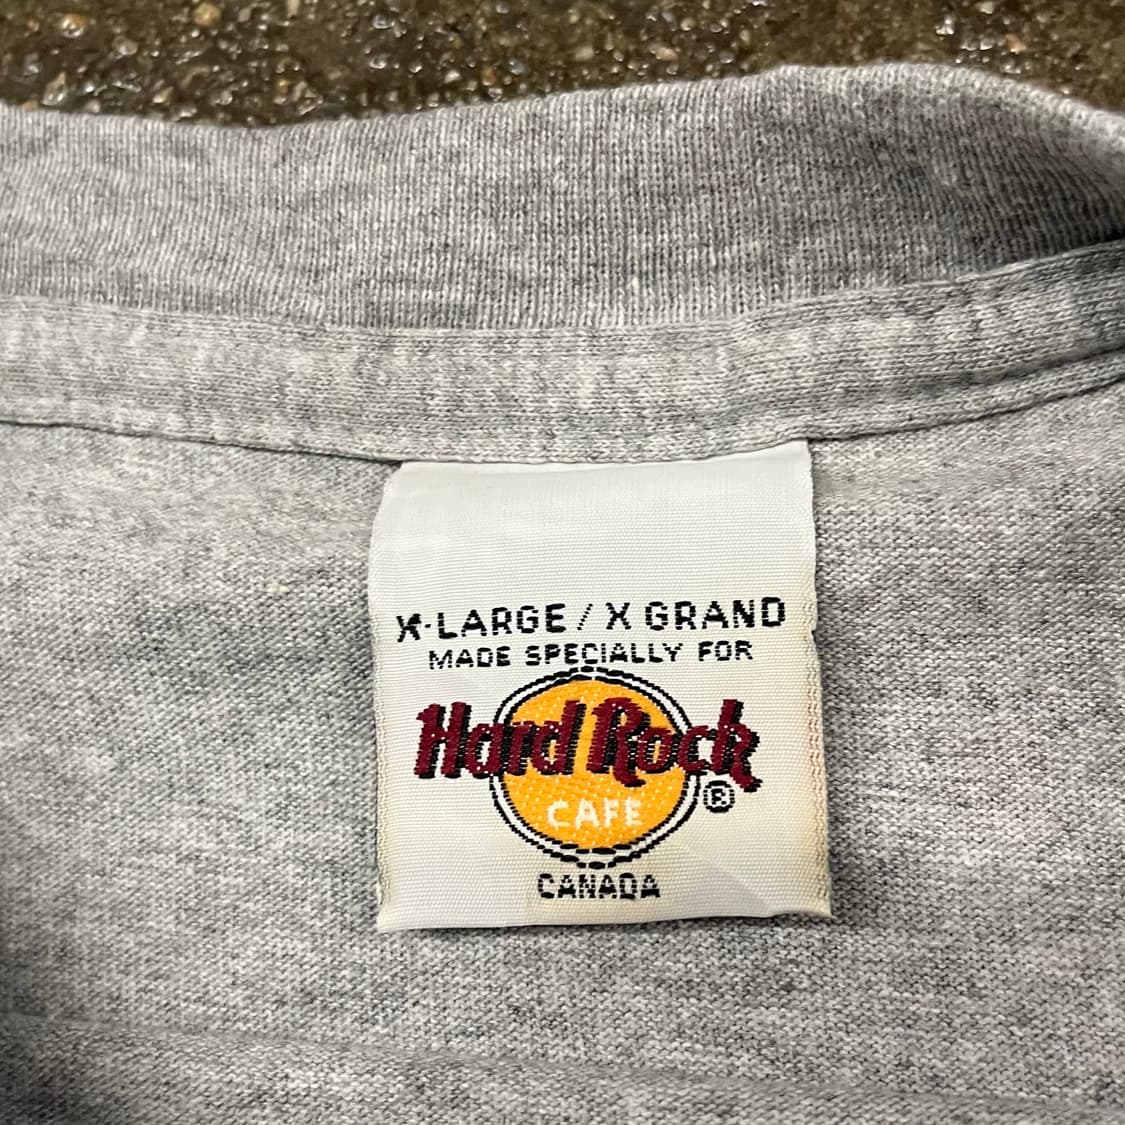 X-LARGE / X GRAND
MADE SPECIALLY FOR
Hard Rock
CAFE ®
CANADA